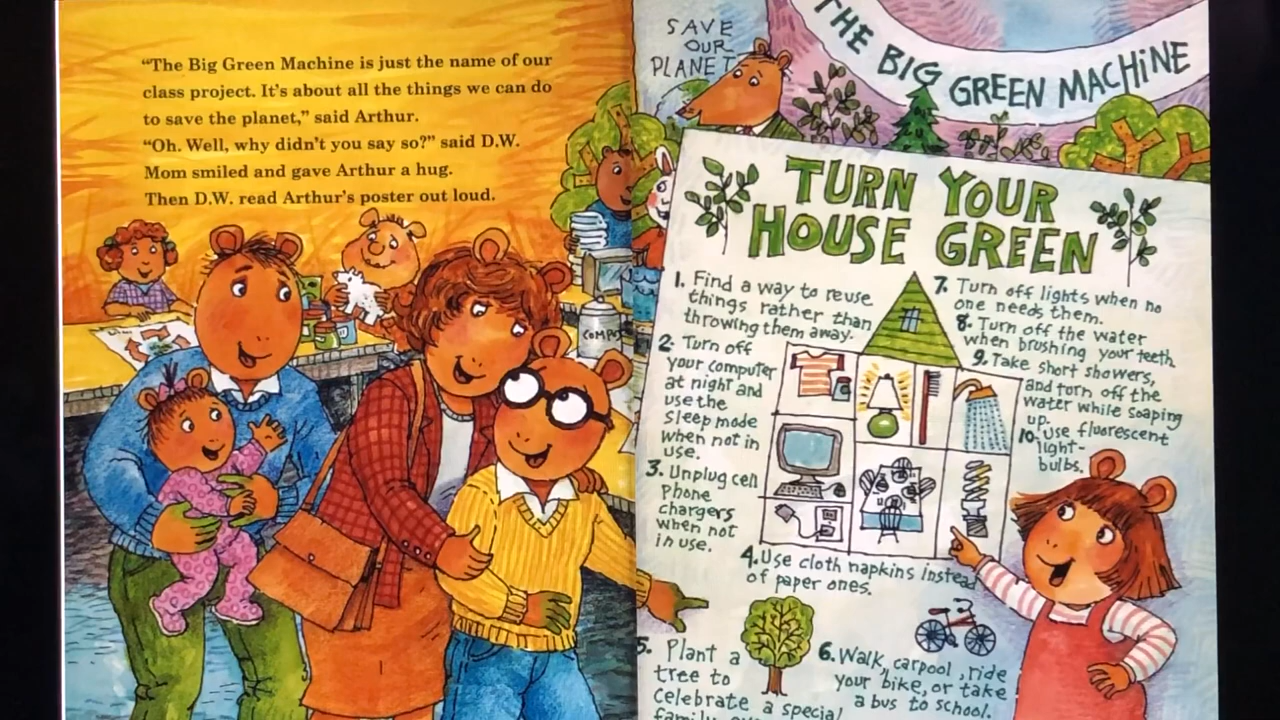 “The Big Green Machine is just the name of our
class project. It’s about all the things we can do
to save the planet,” said Arthur.
“Oh. Well, why didn’t you say so?” said D.W.
Mom smiled and gave Arthur a hug.
Then D.W. read Arthur’s poster out loud.
SAVE
OUR
PLANET
THE BIG GREEN MACHINE
TURN YOUR
HOUSE GREEN
1. Find a way to reuse
things rather than
throwing them away.
2. Turn off
your computer
at night and
use the
sleep mode
when not in
use.
3. Unplug cell
Phone
chargers
when not
in use.
4. Use cloth napkins instead
of paper ones.
5. Plant a
tree to
celebrate a special
6. Walk, carpool, ride
your bike, or take
a bus to school.
7. Turn off lights when no
one needs them.
8. Turn off the water
when brushing your teeth
9. Take short showers,
and torn off the
water while soaping
up.
10. Use fluorescent
light-
bulbs.